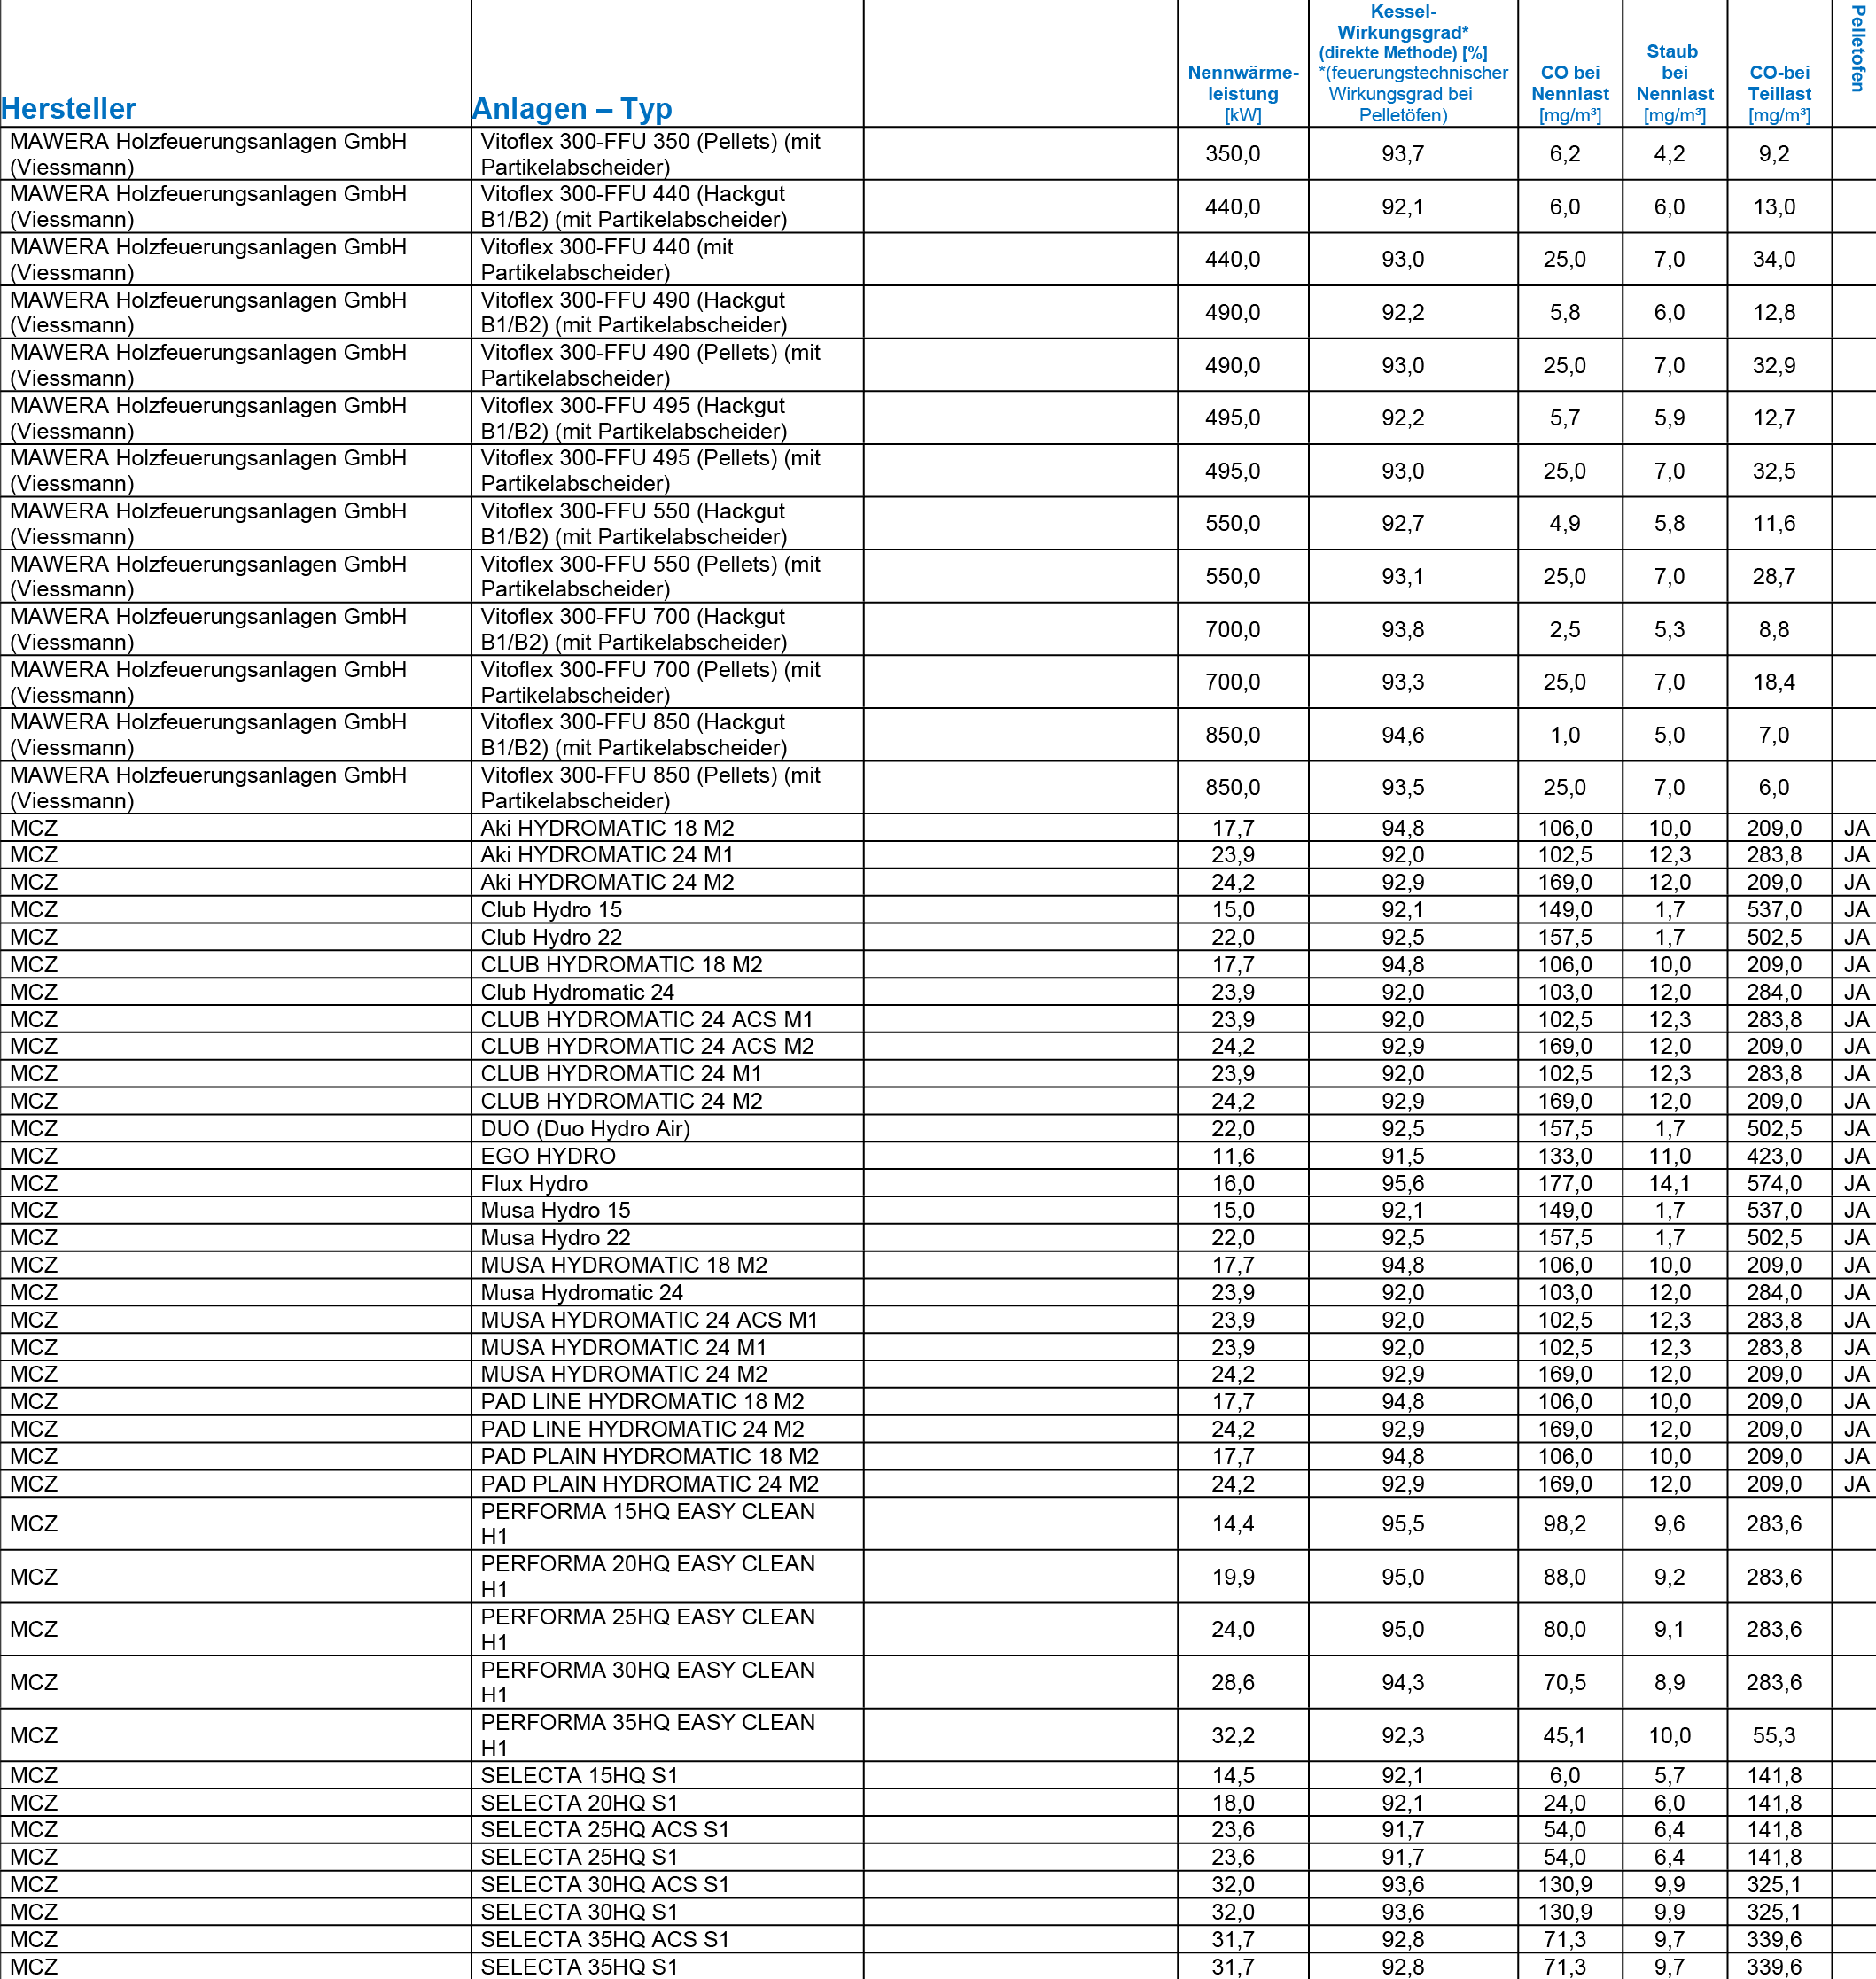 Hersteller Anlagen – Typ Nennwärme-leistung [kW] Kessel-Wirkungsgrad* (direkte Methode) [%] *(feuerungstechnischer Wirkungsgrad bei Pelletöfen) CO bei Nennlast [mg/m³] Staub bei Nennlast [mg/m³] CO-bei Teillast [mg/m³] Pelletofen
MAWERA Holzfeuerungsanlagen GmbH (Viessmann) Vitoflex 300-FFU 350 (Pellets) (mit Partikelabscheider) 350,0 93,7 6,2 4,2 9,2
MAWERA Holzfeuerungsanlagen GmbH (Viessmann) Vitoflex 300-FFU 440 (Hackgut B1/B2) (mit Partikelabscheider) 440,0 92,1 6,0 6,0 13,0
MAWERA Holzfeuerungsanlagen GmbH (Viessmann) Vitoflex 300-FFU 440 (mit Partikelabscheider) 440,0 93,0 25,0 7,0 34,0
MAWERA Holzfeuerungsanlagen GmbH (Viessmann) Vitoflex 300-FFU 490 (Hackgut B1/B2) (mit Partikelabscheider) 490,0 92,2 5,8 6,0 12,8
MAWERA Holzfeuerungsanlagen GmbH (Viessmann) Vitoflex 300-FFU 490 (Pellets) (mit Partikelabscheider) 490,0 93,0 25,0 7,0 32,9
MAWERA Holzfeuerungsanlagen GmbH (Viessmann) Vitoflex 300-FFU 495 (Hackgut B1/B2) (mit Partikelabscheider) 495,0 92,2 5,7 5,9 12,7
MAWERA Holzfeuerungsanlagen GmbH (Viessmann) Vitoflex 300-FFU 495 (Pellets) (mit Partikelabscheider) 495,0 93,0 25,0 7,0 32,5
MAWERA Holzfeuerungsanlagen GmbH (Viessmann) Vitoflex 300-FFU 550 (Hackgut B1/B2) (mit Partikelabscheider) 550,0 92,7 4,9 5,8 11,6
MAWERA Holzfeuerungsanlagen GmbH (Viessmann) Vitoflex 300-FFU 550 (Pellets) (mit Partikelabscheider) 550,0 93,1 25,0 7,0 28,7
MAWERA Holzfeuerungsanlagen GmbH (Viessmann) Vitoflex 300-FFU 700 (Hackgut B1/B2) (mit Partikelabscheider) 700,0 93,8 2,5 5,3 8,8
MAWERA Holzfeuerungsanlagen GmbH (Viessmann) Vitoflex 300-FFU 700 (Pellets) (mit Partikelabscheider) 700,0 93,3 25,0 7,0 18,4
MAWERA Holzfeuerungsanlagen GmbH (Viessmann) Vitoflex 300-FFU 850 (Hackgut B1/B2) (mit Partikelabscheider) 850,0 94,6 1,0 5,0 7,0
MAWERA Holzfeuerungsanlagen GmbH (Viessmann) Vitoflex 300-FFU 850 (Pellets) (mit Partikelabscheider) 850,0 93,5 25,0 7,0 6,0
MCZ Aki HYDROMATIC 18 M2 17,7 94,8 106,0 10,0 209,0 JA
MCZ Aki HYDROMATIC 24 M1 23,9 92,0 102,5 12,3 283,8 JA
MCZ Aki HYDROMATIC 24 M2 24,2 92,9 169,0 12,0 209,0 JA
MCZ Club Hydro 15 15,0 92,1 149,0 1,7 537,0 JA
MCZ Club Hydro 22 22,0 92,5 157,5 1,7 502,5 JA
MCZ CLUB HYDROMATIC 18 M2 17,7 94,8 106,0 10,0 209,0 JA
MCZ Club Hydromatic 24 23,9 92,0 103,0 12,0 284,0 JA
MCZ CLUB HYDROMATIC 24 ACS M1 23,9 92,0 102,5 12,3 283,8 JA
MCZ CLUB HYDROMATIC 24 ACS M2 24,2 92,9 169,0 12,0 209,0 JA
MCZ CLUB HYDROMATIC 24 M1 23,9 92,0 102,5 12,3 283,8 JA
MCZ CLUB HYDROMATIC 24 M2 24,2 92,9 169,0 12,0 209,0 JA
MCZ DUO (Duo Hydro Air) 22,0 92,5 157,5 1,7 502,5 JA
MCZ EGO HYDRO 11,6 91,5 133,0 11,0 423,0 JA
MCZ Flux Hydro 16,0 95,6 177,0 14,1 574,0 JA
MCZ Musa Hydro 15 15,0 92,1 149,0 1,7 537,0 JA
MCZ Musa Hydro 22 22,0 92,5 157,5 1,7 502,5 JA
MCZ MUSA HYDROMATIC 18 M2 17,7 94,8 106,0 10,0 209,0 JA
MCZ Musa Hydromatic 24 23,9 92,0 103,0 12,0 284,0 JA
MCZ MUSA HYDROMATIC 24 ACS M1 23,9 92,0 102,5 12,3 283,8 JA
MCZ MUSA HYDROMATIC 24 M1 23,9 92,0 102,5 12,3 283,8 JA
MCZ MUSA HYDROMATIC 24 M2 24,2 92,9 169,0 12,0 209,0 JA
MCZ PAD LINE HYDROMATIC 18 M2 17,7 94,8 106,0 10,0 209,0 JA
MCZ PAD LINE HYDROMATIC 24 M2 24,2 92,9 169,0 12,0 209,0 JA
MCZ PAD PLAIN HYDROMATIC 18 M2 17,7 94,8 106,0 10,0 209,0 JA
MCZ PAD PLAIN HYDROMATIC 24 M2 24,2 92,9 169,0 12,0 209,0 JA
MCZ PERFORMA 15HQ EASY CLEAN H1 14,4 95,5 98,2 9,6 283,6
MCZ PERFORMA 20HQ EASY CLEAN H1 19,9 95,0 88,0 9,2 283,6
MCZ PERFORMA 25HQ EASY CLEAN H1 24,0 95,0 80,0 9,1 283,6
MCZ PERFORMA 30HQ EASY CLEAN H1 28,6 94,3 70,5 8,9 283,6
MCZ PERFORMA 35HQ EASY CLEAN H1 32,2 92,3 45,1 10,0 55,3
MCZ SELECTA 15HQ S1 14,5 92,1 6,0 5,7 141,8
MCZ SELECTA 20HQ S1 18,0 92,1 24,0 6,0 141,8
MCZ SELECTA 25HQ ACS S1 23,6 91,7 54,0 6,4 141,8
MCZ SELECTA 25HQ S1 23,6 91,7 54,0 6,4 141,8
MCZ SELECTA 30HQ ACS S1 32,0 93,6 130,9 9,9 325,1
MCZ SELECTA 30HQ S1 32,0 93,6 130,9 9,9 325,1
MCZ SELECTA 35HQ ACS S1 31,7 92,8 71,3 9,7 339,6
MCZ SELECTA 35HQ S1 31,7 92,8 71,3 9,7 339,6